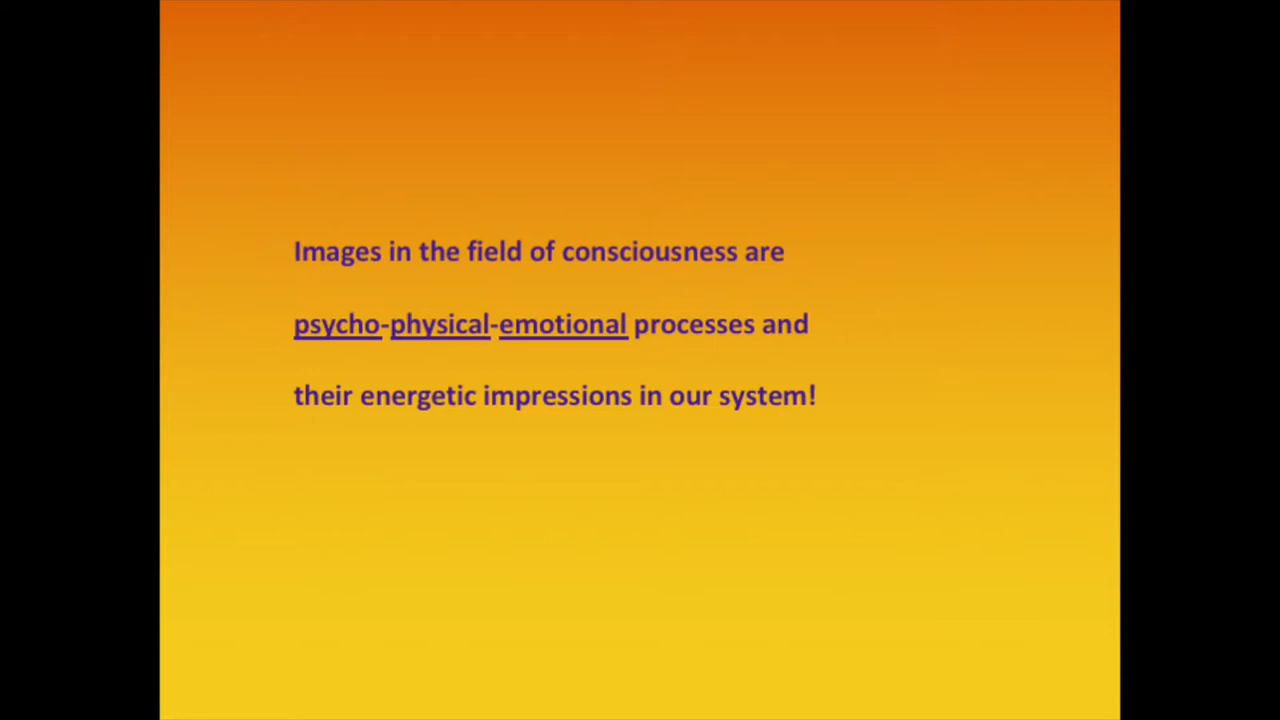 Images in the field of consciousness are
psycho-physical-emotional processes and
their energetic impressions in our system!